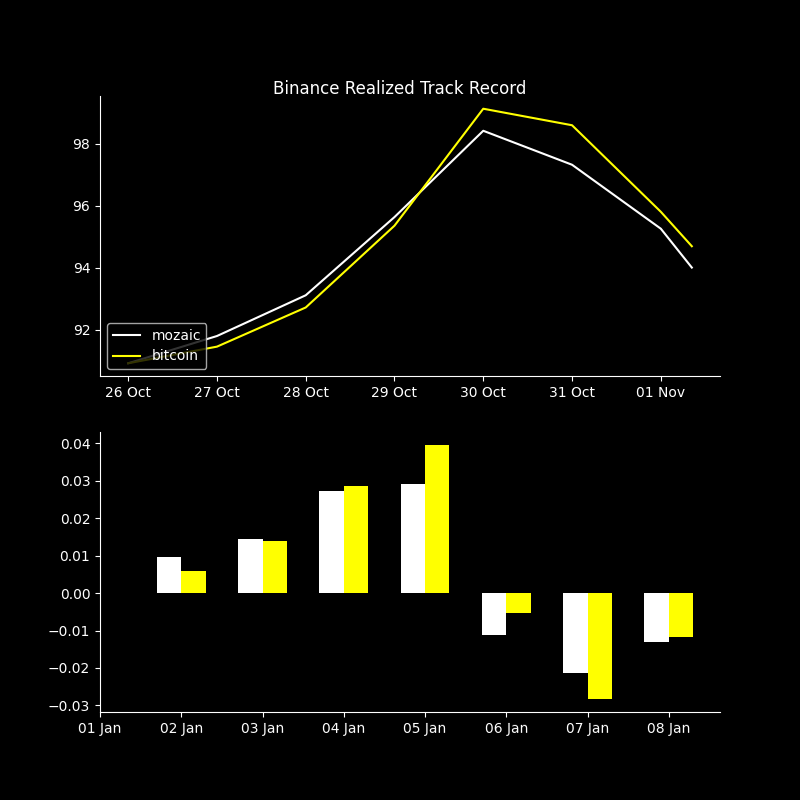 Binance Realized Track Record
98
96
94
92
mozaic
bitcoin
26 Oct 27 Oct 28 Oct 29 Oct 30 Oct 31 Oct 01 Nov
0.04
0.03
0.02
0.01
0.00
−0.01
−0.02
−0.03
01 Jan 02 Jan 03 Jan 04 Jan 05 Jan 06 Jan 07 Jan 08 Jan